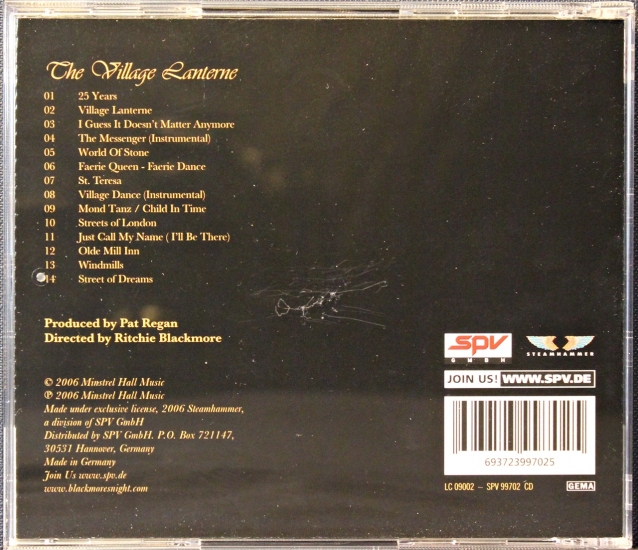 The Village Lanterne
01 25 Years
02 Village Lanterne
03 I Guess It Doesn't Matter Anymore
04 The Messenger (Instrumental)
05 World Of Stone
06 Faerie Queen - Faerie Dance
07 St. Teresa
08 Village Dance (Instrumental)
09 Mond Tanz / Child In Time
10 Streets of London
11 Just Call My Name ( I'll Be There)
12 Olde Mill Inn
13 Windmills
14 Street of Dreams
Produced by Pat Regan
Directed by Ritchie Blackmore
© 2006 Minstrel Hall Music
℗ 2006 Minstrel Hall Music
Made under exclusive license, 2006 Steamhammer,
a division of SPV GmbH
Distributed by SPV GmbH. P.O. Box 721147,
30531 Hannover, Germany
Made in Germany
Join Us www.spv.de
www.blackmoresnight.com
spv
GMBH
STEAMHAMMER
JOIN US! WWW.SPV.DE
693723997025
LC 09002 – SPV 99702 CD
GEMA